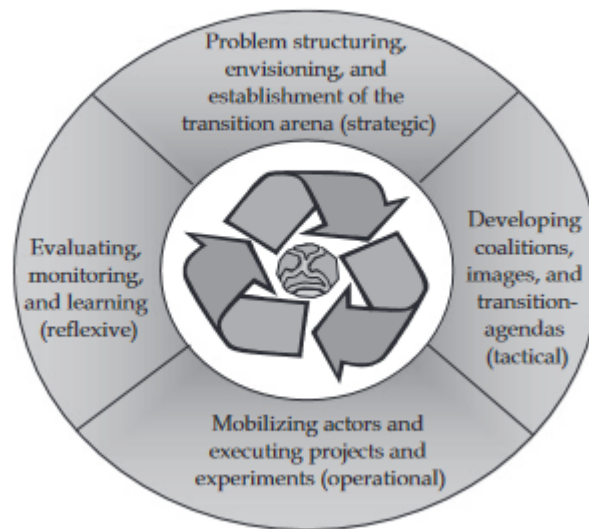 Problem structuring,
envisioning, and
establishment of the
transition arena (strategic)
Developing
coalitions,
images, and
transition-
agendas
(tactical)
Mobilizing actors and
executing projects and
experiments (operational)
Evaluating,
monitoring,
and learning
(reflexive)